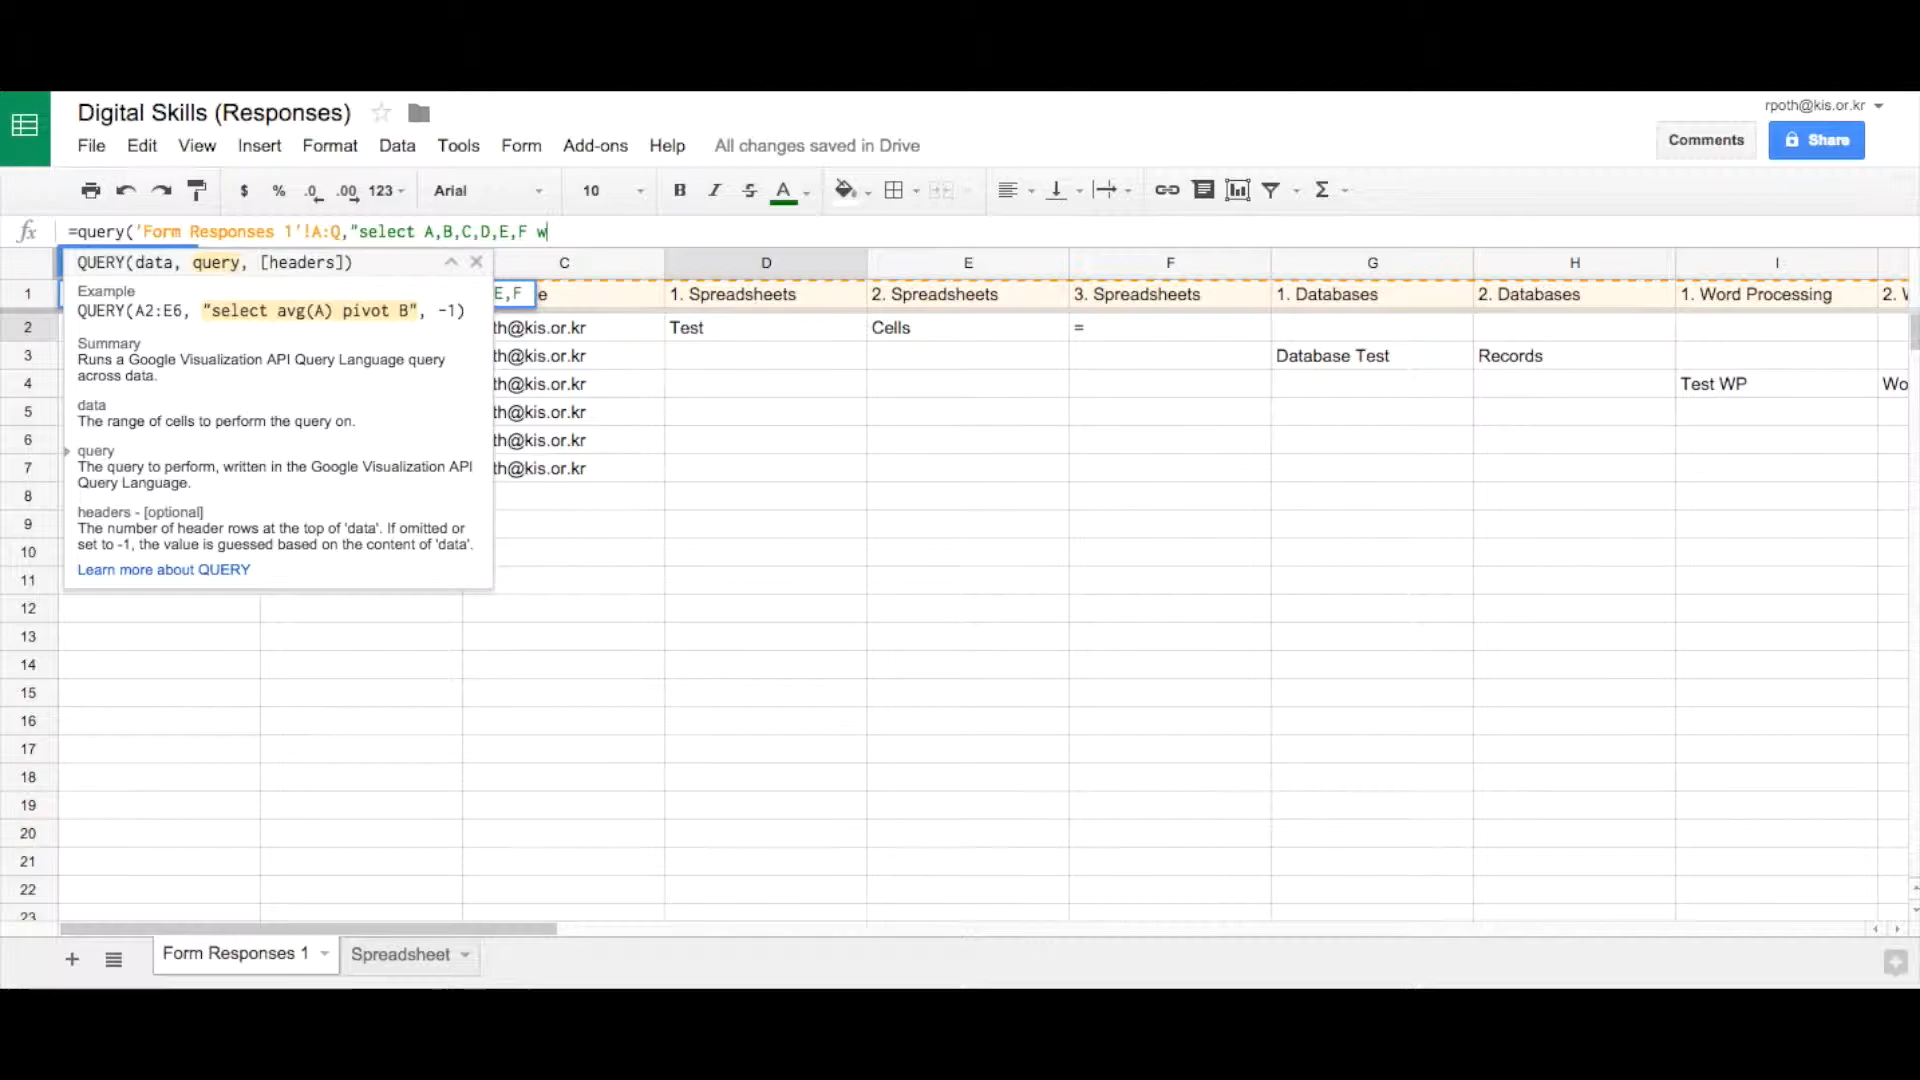 Digital Skills (Responses)
rpoth@kis.or.kr
File Edit View Insert Format Data Tools Form Add-ons Help All changes saved in Drive
Comments
Share
$ % .0 .00 123 Arial 10 B I S A Σ
fx =query('Form Responses 1'!A:Q,"select A,B,C,D,E,F w
QUERY(data, query, [headers])
Example
QUERY(A2:E6, "select avg(A) pivot B", -1)
Summary
Runs a Google Visualization API Query Language query
across data.
data
The range of cells to perform the query on.
query
The query to perform, written in the Google Visualization API
Query Language.
headers - [optional]
The number of header rows at the top of 'data'. If omitted or
set to -1, the value is guessed based on the content of 'data'.
Learn more about QUERY
C D E F G H I
1 E,F e 1. Spreadsheets 2. Spreadsheets 3. Spreadsheets 1. Databases 2. Databases 1. Word Processing 2. W
2 th@kis.or.kr Test Cells =
3 th@kis.or.kr Database Test Records
4 th@kis.or.kr Test WP Wo
5 th@kis.or.kr
6 th@kis.or.kr
7 th@kis.or.kr
8
9
10
11
12
13
14
15
16
17
18
19
20
21
22
23
+ Form Responses 1 Spreadsheet